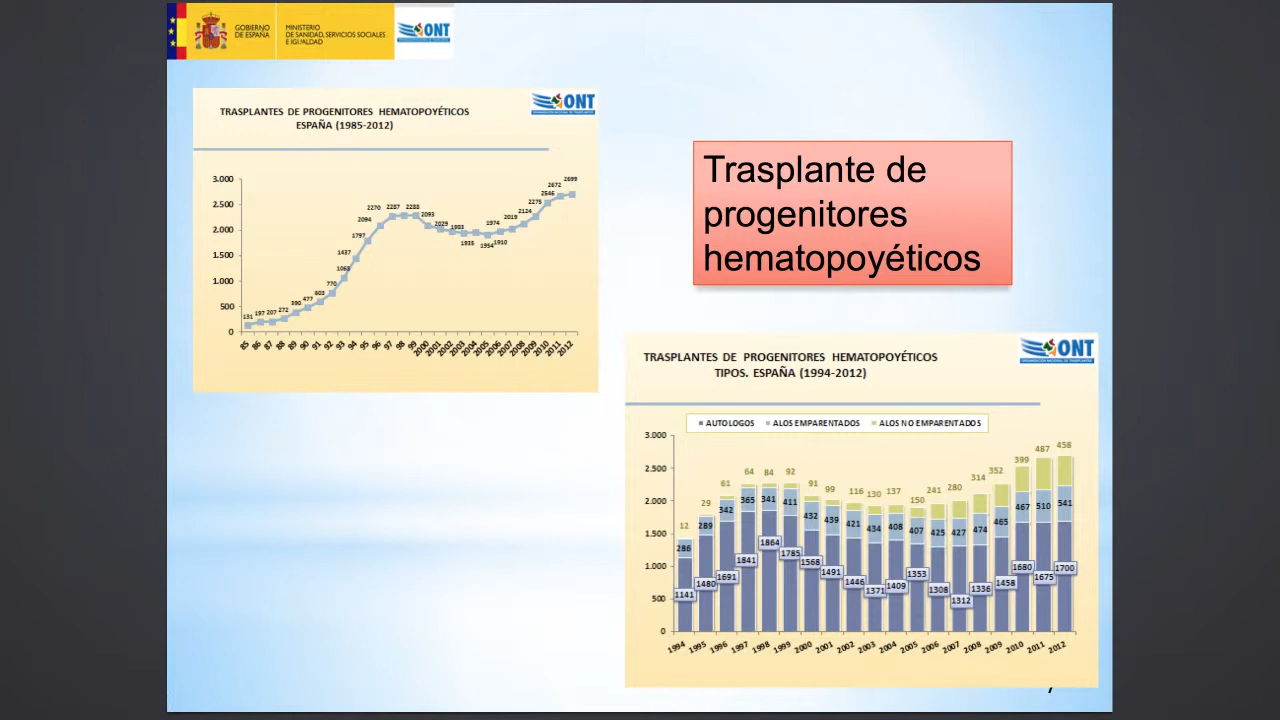 GOBIERNO
DE ESPAÑA
MINISTERIO
DE SANIDAD, SERVICIOS SOCIALES
E IGUALDAD
ONT
ONT
TRASPLANTES DE PROGENITORES HEMATOPOYÉTICOS
ESPAÑA (1985-2012)
3.000
2.500
2.000
1.500
1.000
500
0
131 197 207 272 390 477 603 770 1063 1437 1797 2094 2270 2287 2288 2093 2029 1983 1935 1954 1974 1910 2019 2124 2275 2546 2672 2699
85 86 87 88 89 90 91 92 93 94 95 96 97 98 99 2000 2001 2002 2003 2004 2005 2006 2007 2008 2009 2010 2011 2012
Trasplante de
progenitores
hematopoyéticos
ONT
ORGANIZACIÓN NACIONAL DE TRASPLANTES
TRASPLANTES DE PROGENITORES HEMATOPOYÉTICOS
TIPOS. ESPAÑA (1994-2012)
AUTOLOGOS ALOS EMPARENTADOS ALOS NO EMPARENTADOS
3.000
2.500
2.000
1.500
1.000
500
0
12 29 61 64 84 92 91 99 116 130 137 150 241 280 314 352 399 487 458
286 289 342 365 341 411 432 439 421 434 408 407 425 427 474 465 467 510 541
1141 1480 1691 1841 1864 1785 1568 1491 1446 1371 1409 1353 1308 1312 1336 1458 1680 1675 1700
1994 1995 1996 1997 1998 1999 2000 2001 2002 2003 2004 2005 2006 2007 2008 2009 2010 2011 2012